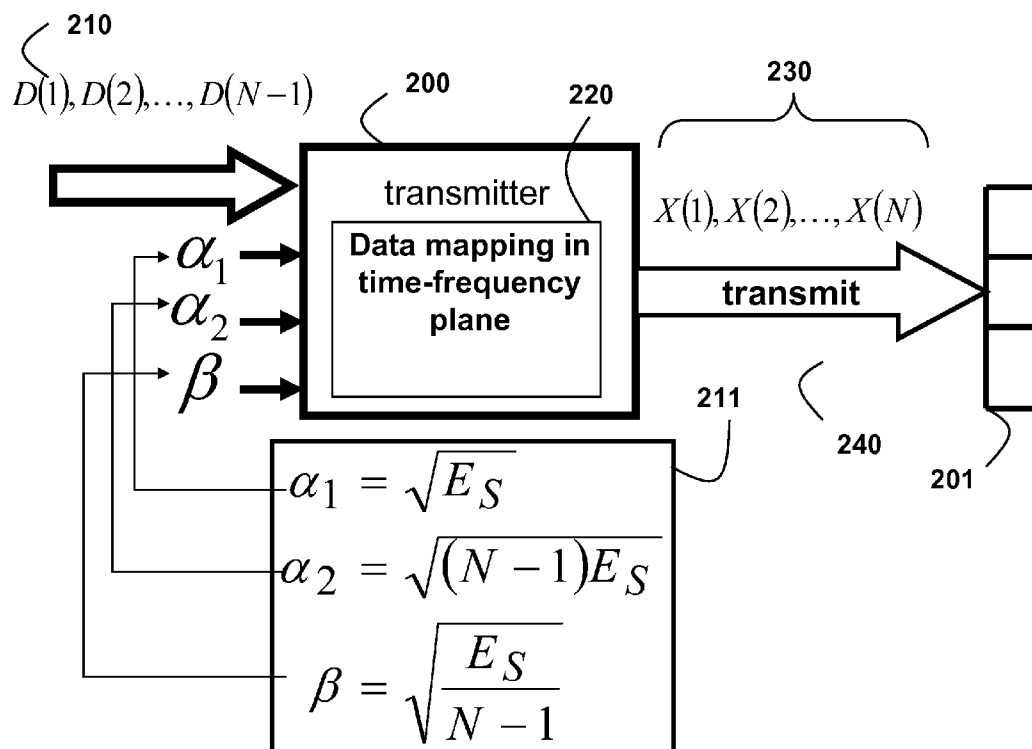 210
D(1), D(2),..., D(N−1)
200
220
230
transmitter
Data mapping in
time-frequency
plane
X(1), X(2),..., X(N)
transmit
α₁
α₂
β
211
240
201
α₁ = √E_S
α₂ = √(N − 1)E_S
β = √(E_S / N − 1)